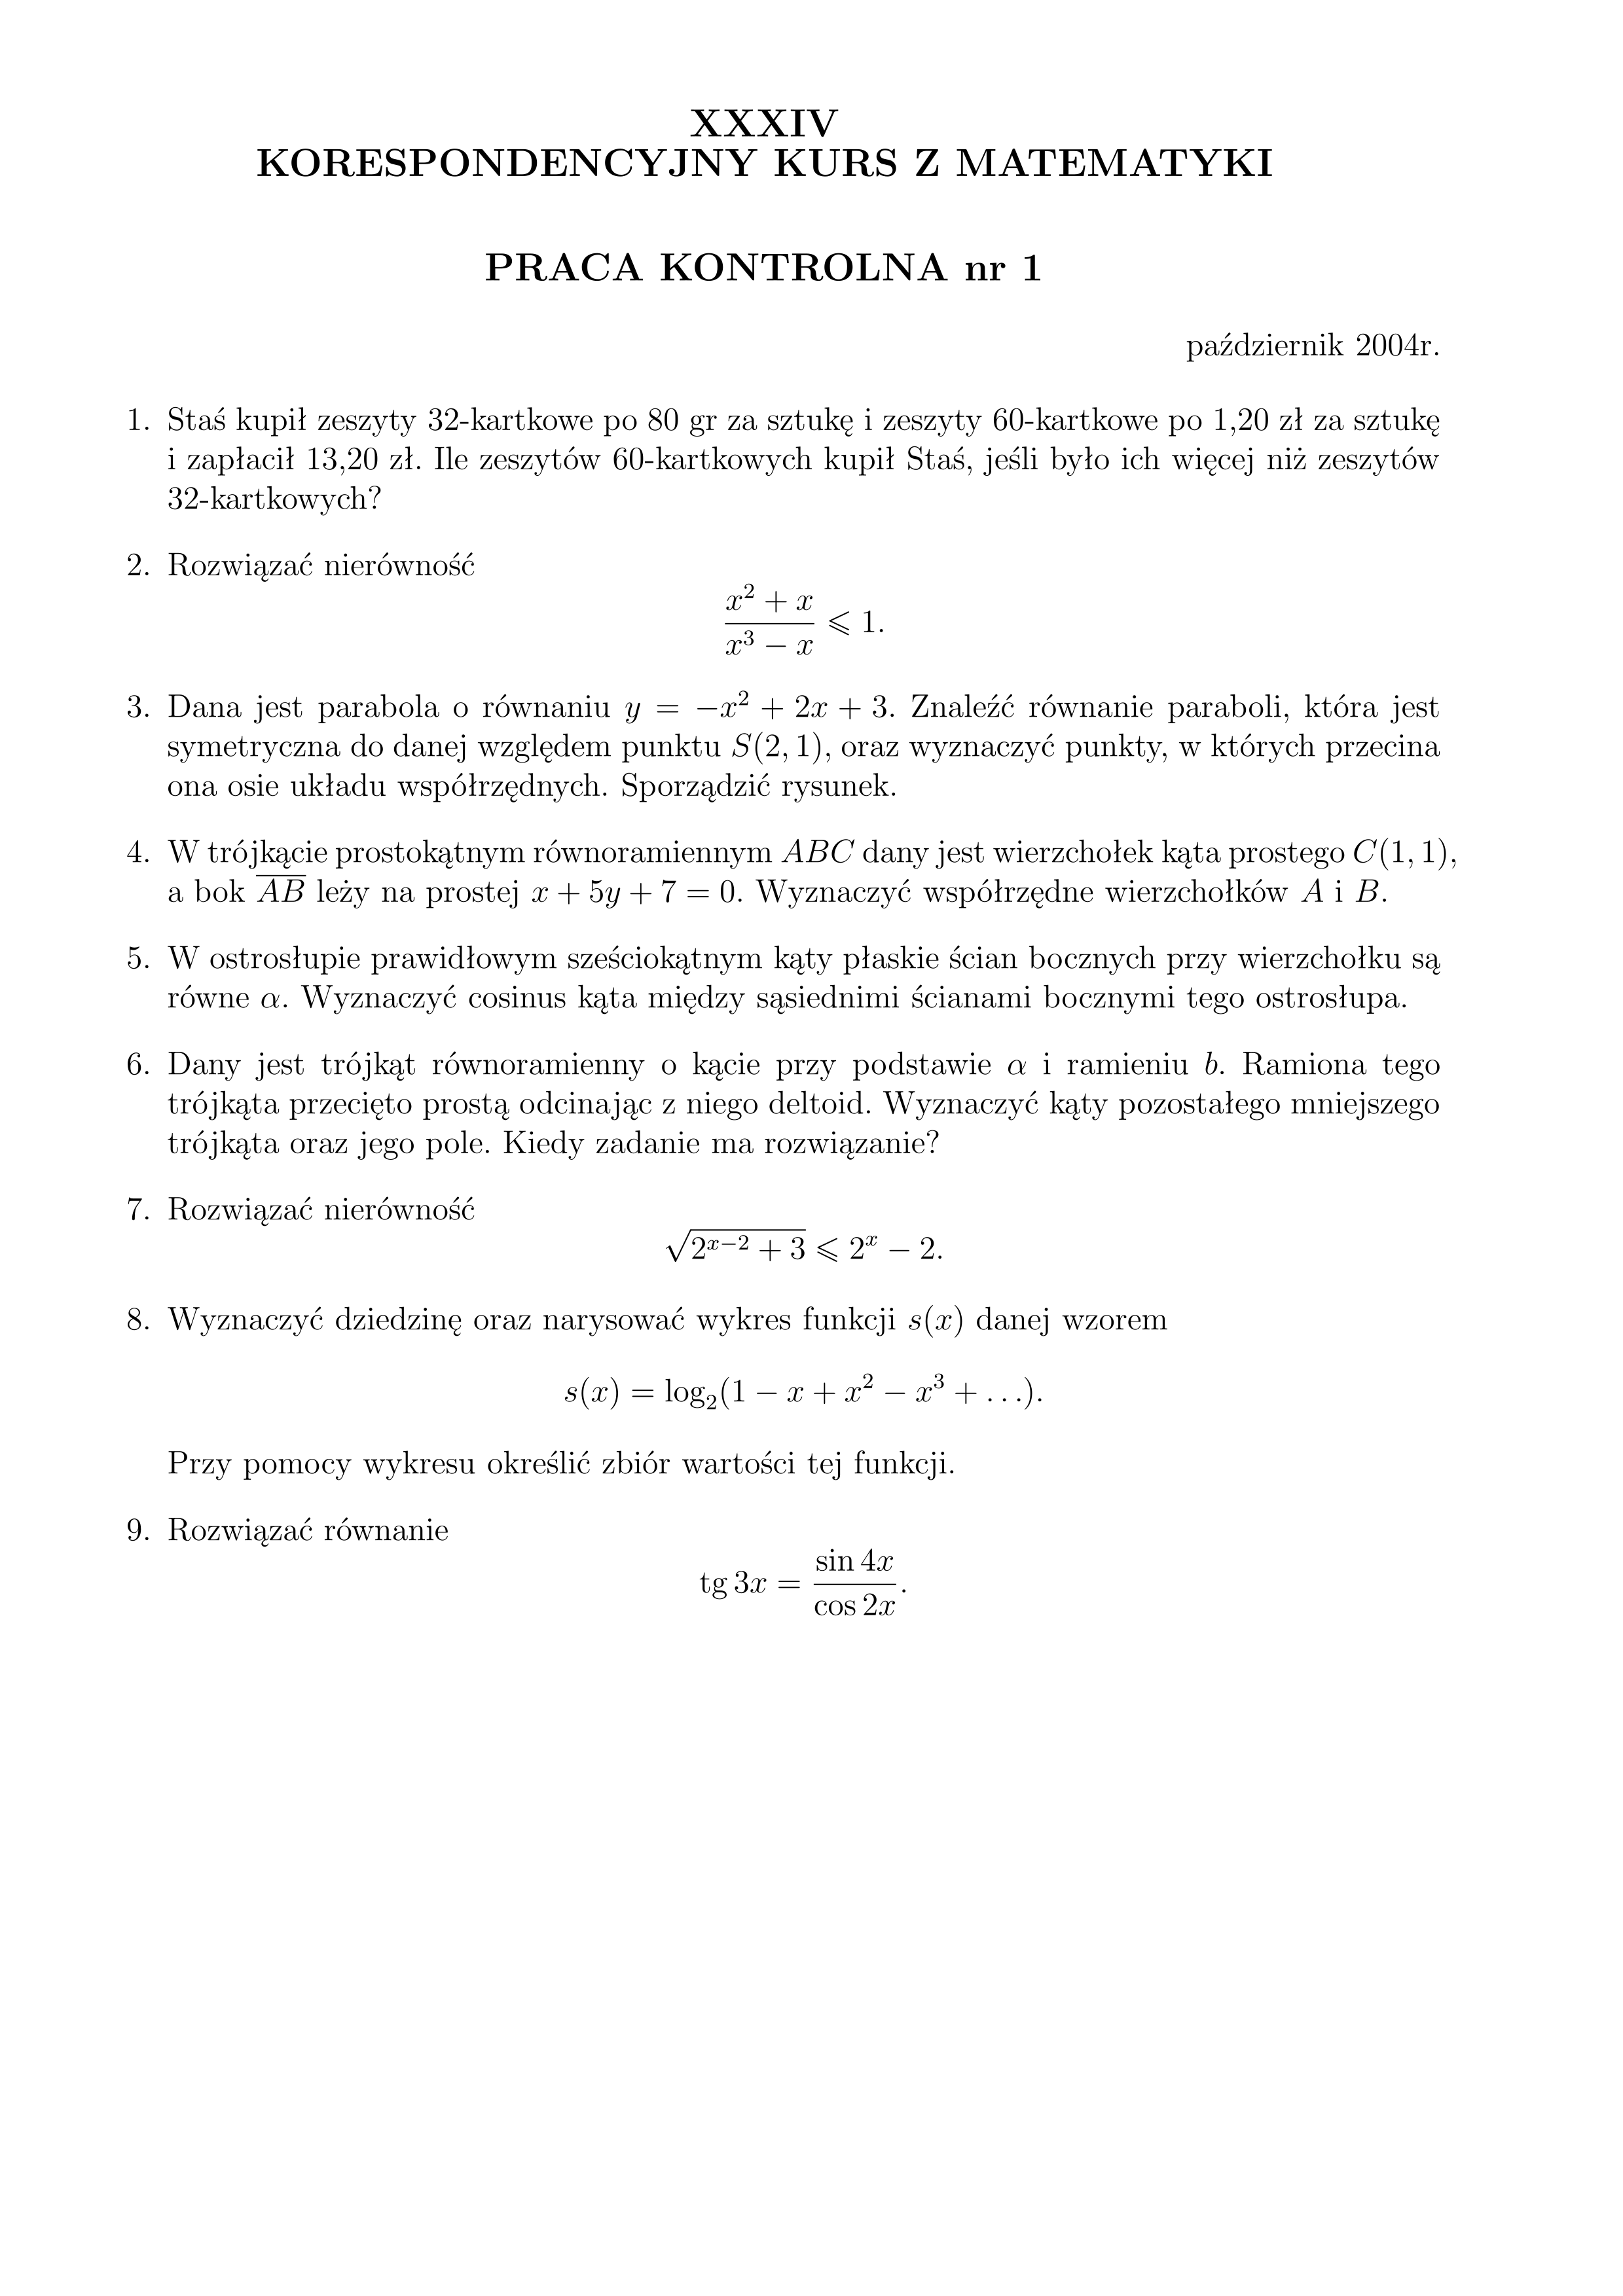 XXXIV
KORESPONDENCYJNY KURS Z MATEMATYKI
PRACA KONTROLNA nr 1
październik 2004r.
1. Staś kupił zeszyty 32-kartkowe po 80 gr za sztukę i zeszyty 60-kartkowe po 1,20 zł za sztukę
i zapłacił 13,20 zł. Ile zeszytów 60-kartkowych kupił Staś, jeśli było ich więcej niż zeszytów
32-kartkowych?
2. Rozwiązać nierówność
$$\frac{x^2 + x}{x^3 - x} \leqslant 1.$$
3. Dana jest parabola o równaniu $y = -x^2 + 2x + 3$. Znaleźć równanie paraboli, która jest
symetryczna do danej względem punktu $S(2, 1)$, oraz wyznaczyć punkty, w których przecina
ona osie układu współrzędnych. Sporządzić rysunek.
4. W trójkącie prostokątnym równoramiennym $ABC$ dany jest wierzchołek kąta prostego $C(1, 1)$,
a bok $\overline{AB}$ leży na prostej $x + 5y + 7 = 0$. Wyznaczyć współrzędne wierzchołków $A$ i $B$.
5. W ostrosłupie prawidłowym sześciokątnym kąty płaskie ścian bocznych przy wierzchołku są
równe $\alpha$. Wyznaczyć cosinus kąta między sąsiednimi ścianami bocznymi tego ostrosłupa.
6. Dany jest trójkąt równoramienny o kącie przy podstawie $\alpha$ i ramieniu $b$. Ramiona tego
trójkąta przecięto prostą odcinając z niego deltoid. Wyznaczyć kąty pozostałego mniejszego
trójkąta oraz jego pole. Kiedy zadanie ma rozwiązanie?
7. Rozwiązać nierówność
$$\sqrt{2^{x-2} + 3} \leqslant 2^x - 2.$$
8. Wyznaczyć dziedzinę oraz narysować wykres funkcji $s(x)$ danej wzorem
$$s(x) = \log_2(1 - x + x^2 - x^3 + \ldots).$$
Przy pomocy wykresu określić zbiór wartości tej funkcji.
9. Rozwiązać równanie
$$\operatorname{tg} 3x = \frac{\sin 4x}{\cos 2x}.$$